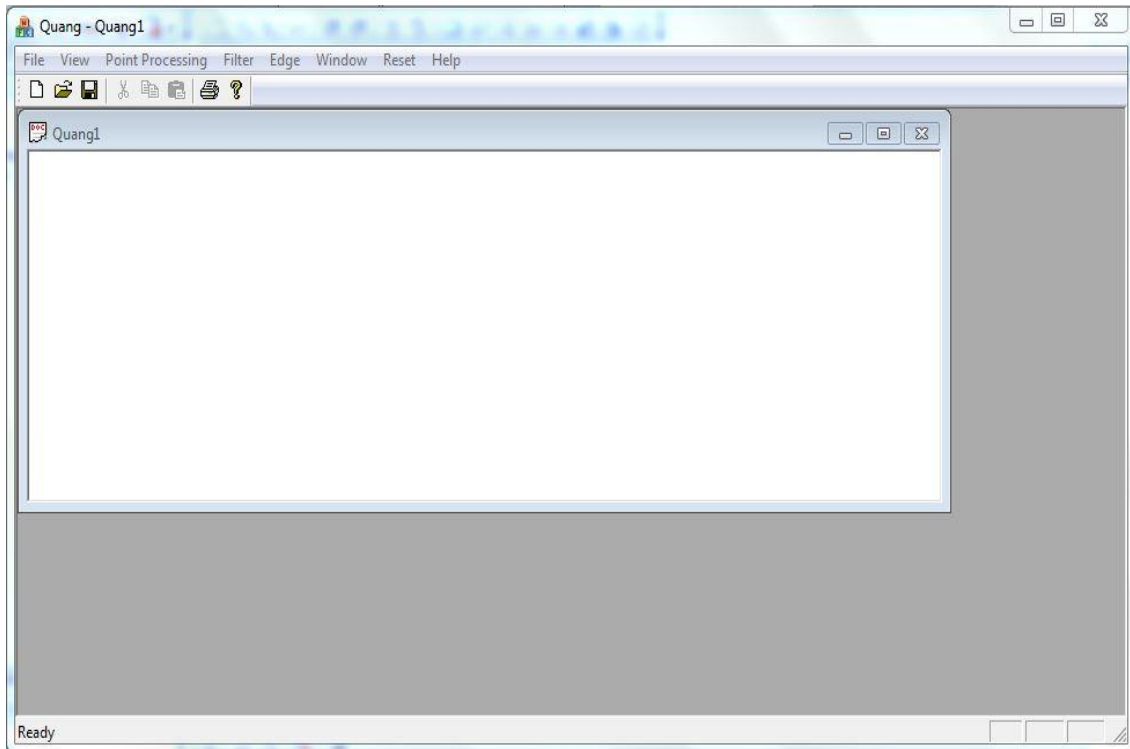 Quang - Quang1
File View Point Processing Filter Edge Window Reset Help
Quang1
Ready